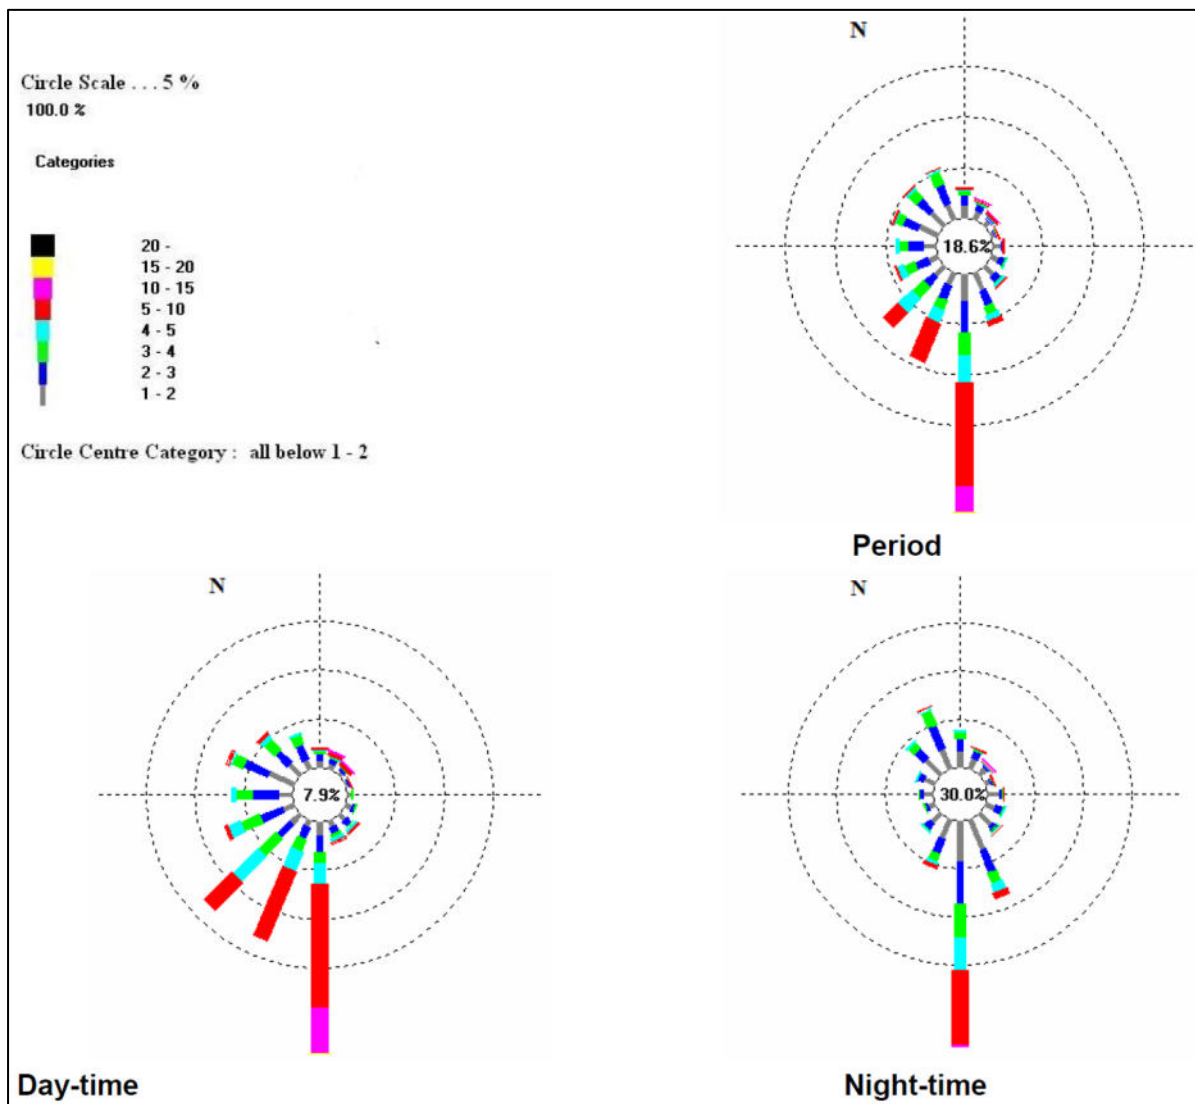 N
Circle Scale . . . 5 %
100.0 %
Categories
20 -
15 - 20
10 - 15
5 - 10
4 - 5
3 - 4
2 - 3
1 - 2
Circle Centre Category : all below 1 - 2
18.6%
Period
N
7.9%
Day-time
N
30.0%
Night-time